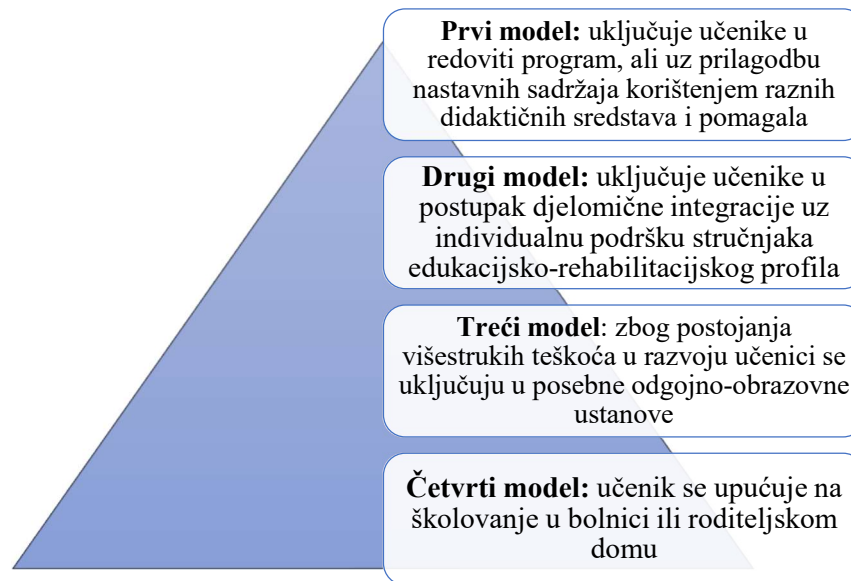 Prvi model: uključuje učenike u
redoviti program, ali uz prilagodbu
nastavnih sadržaja korištenjem raznih
didaktičnih sredstava i pomagala
Drugi model: uključuje učenike u
postupak djelomične integracije uz
individualnu podršku stručnjaka
edukacijsko-rehabilitacijskog profila
Treći model: zbog postojanja
višestrukih teškoća u razvoju učenici se
uključuju u posebne odgojno-obrazovne
ustanove
Četvrti model: učenik se upućuje na
školovanje u bolnici ili roditeljskom
domu